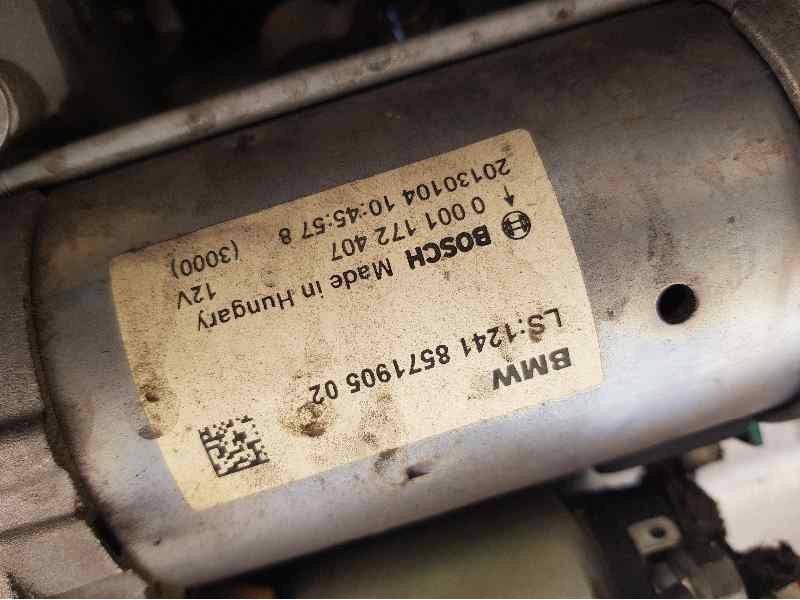 BMW
LS:1241 8571905 02
BOSCH Made in Hungary
0 001 172 407 12V
20130104 10:45:57 8 (3000)